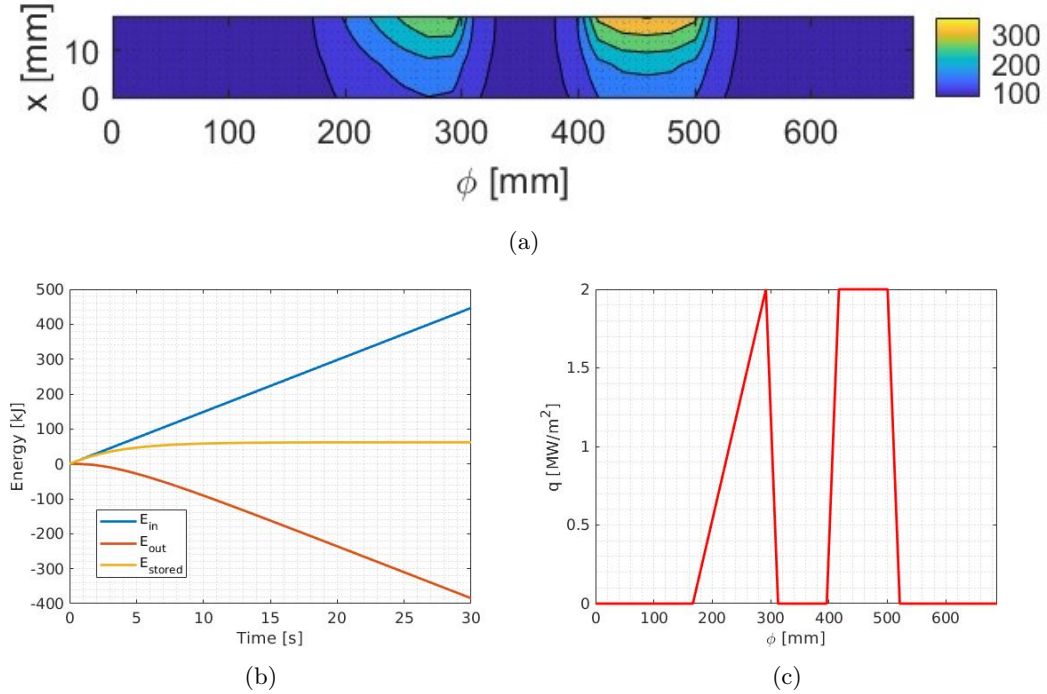 x [mm]
10
0
0 100 200 300 400 500 600
ϕ [mm]
300
200
100
(a)
Energy [kJ]
500
400
300
200
100
0
-100
-200
-300
-400
0 5 10 15 20 25 30
Time [s]
E_in
E_out
E_stored
(b)
q [MW/m²]
2
1.5
1
0.5
0
0 100 200 300 400 500 600
ϕ [mm]
(c)